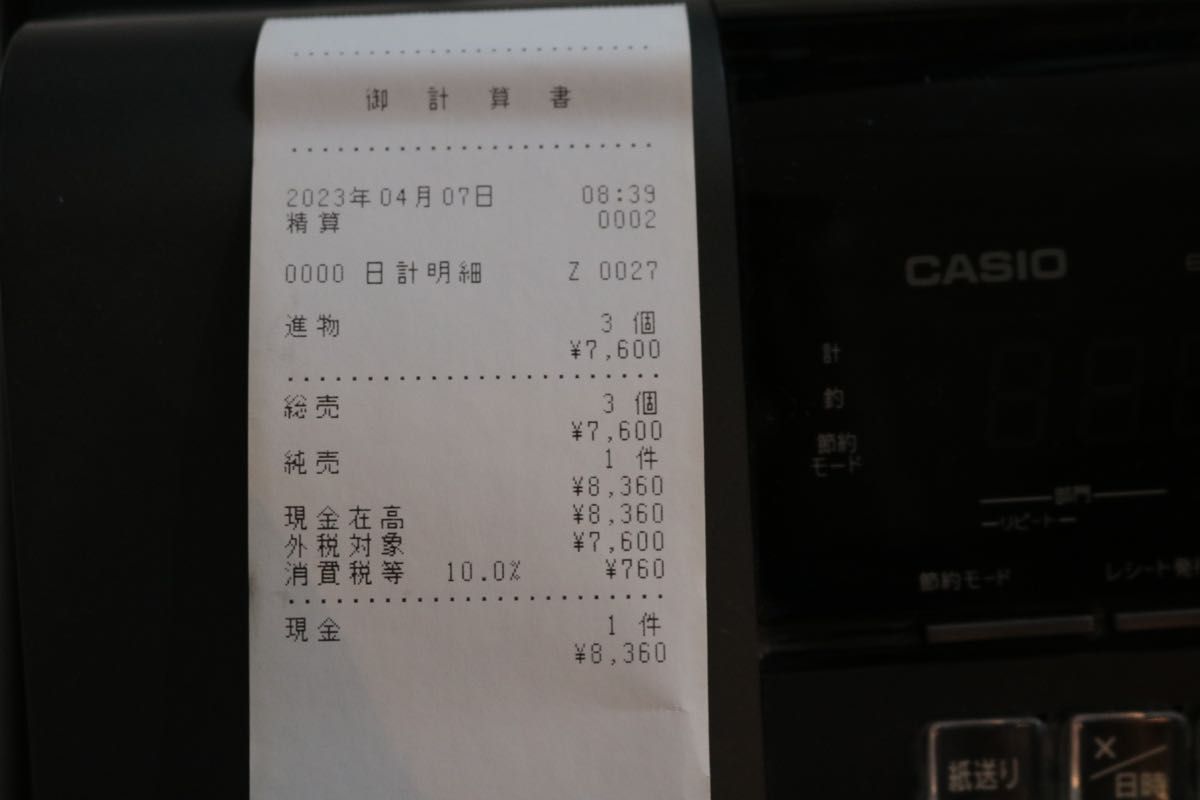 御計算書
2023年04月07日 08:39
精算 0002
0000 日計明細 Z 0027
進物 3 個
¥7,600
総売 3 個
¥7,600
純売 1 件
¥8,360
現金在高 ¥8,360
外税対象 ¥7,600
消費税等 10.0% ¥760
現金 1 件
¥8,360
CASIO
計
釣
節約
モード
部門
リピート
節約モード
紙送り
×/日時